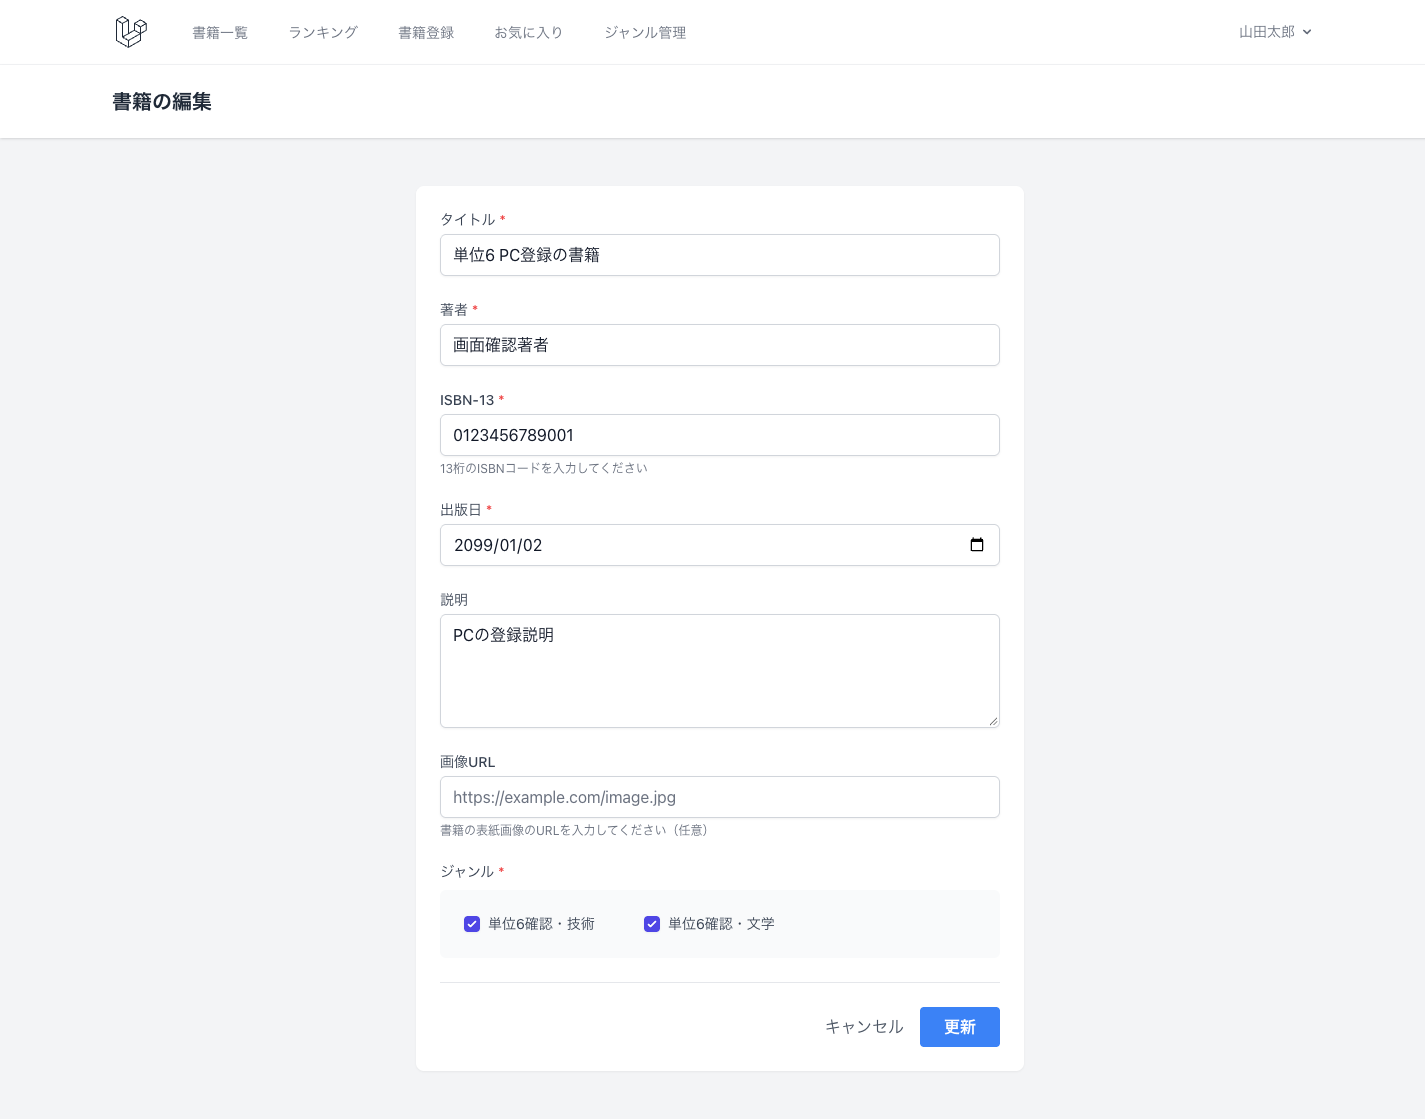 書籍一覧 ランキング 書籍登録 お気に入り ジャンル管理 山田太郎
書籍の編集
タイトル *
単位6 PC登録の書籍
著者 *
画面確認著者
ISBN-13 *
0123456789001
13桁のISBNコードを入力してください
出版日 *
2099/01/02
説明
PCの登録説明
画像URL
https://example.com/image.jpg
書籍の表紙画像のURLを入力してください（任意）
ジャンル *
単位6確認・技術 単位6確認・文学
キャンセル 更新